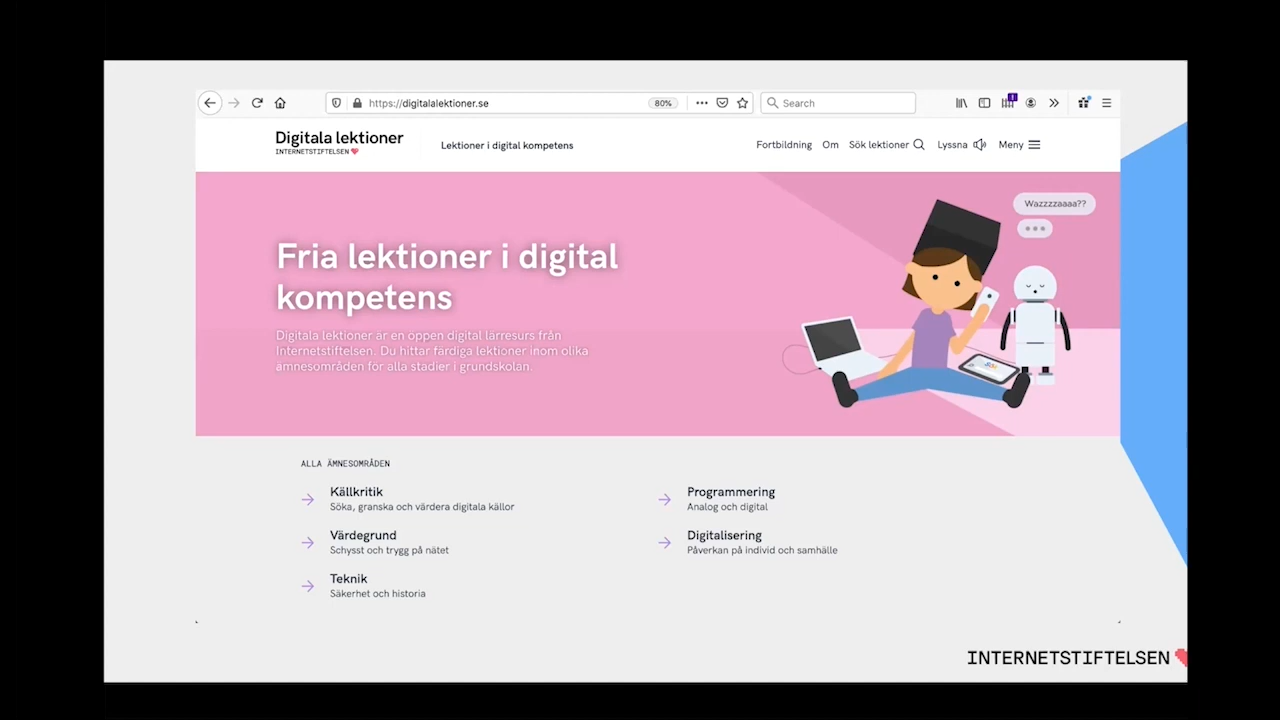 https://digitalalektioner.se
80%
Search
Digitala lektioner
INTERNETSTIFTELSEN
Lektioner i digital kompetens
Fortbildning
Om
Sök lektioner
Lyssna
Meny
Wazzzzaaaa??
Fria lektioner i digital
kompetens
Digitala lektioner är en öppen digital lärresurs från
Internetstiftelsen. Du hittar färdiga lektioner inom olika
ämnesområden för alla stadier i grundskolan.
ALLA ÄMNESOMRÅDEN
Källkritik
Söka, granska och värdera digitala källor
Värdegrund
Schysst och trygg på nätet
Teknik
Säkerhet och historia
Programmering
Analog och digital
Digitalisering
Påverkan på individ och samhälle
INTERNETSTIFTELSEN